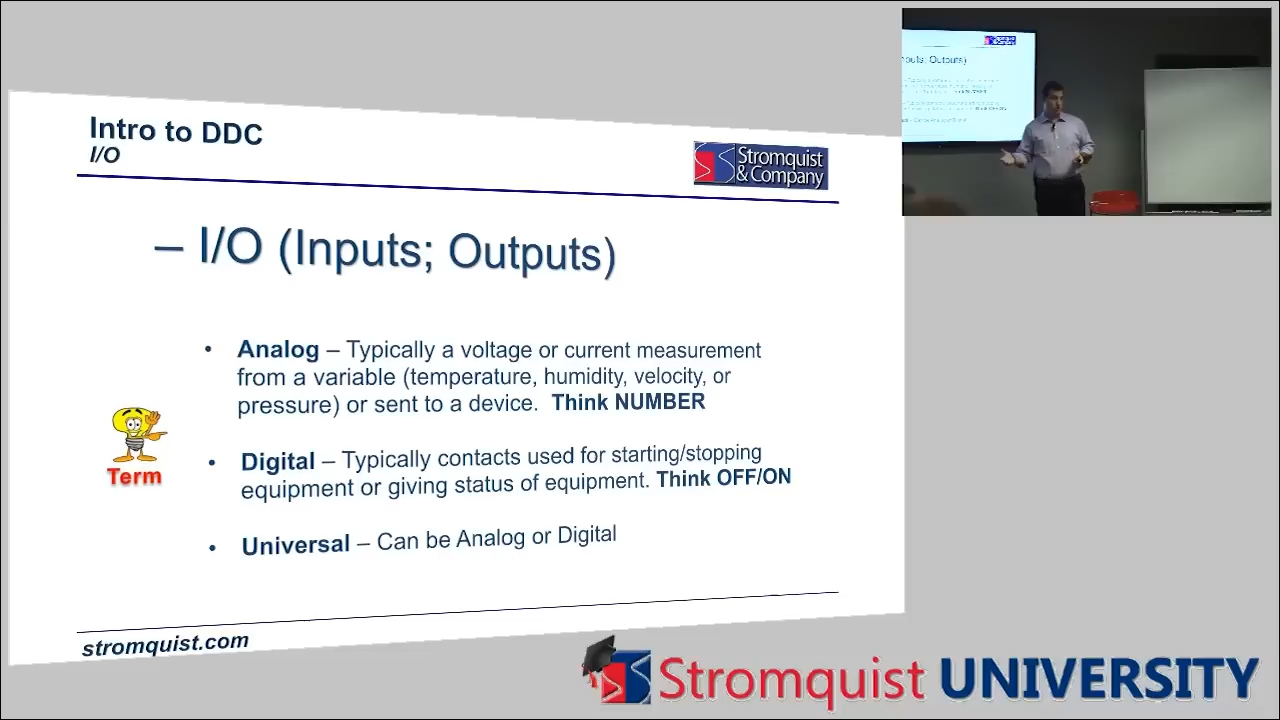 Intro to DDC
I/O
Stromquist
& Company
– I/O (Inputs; Outputs)
• Analog – Typically a voltage or current measurement
from a variable (temperature, humidity, velocity, or
pressure) or sent to a device. Think NUMBER
• Digital – Typically contacts used for starting/stopping
equipment or giving status of equipment. Think OFF/ON
Term
• Universal – Can be Analog or Digital
stromquist.com
Stromquist UNIVERSITY